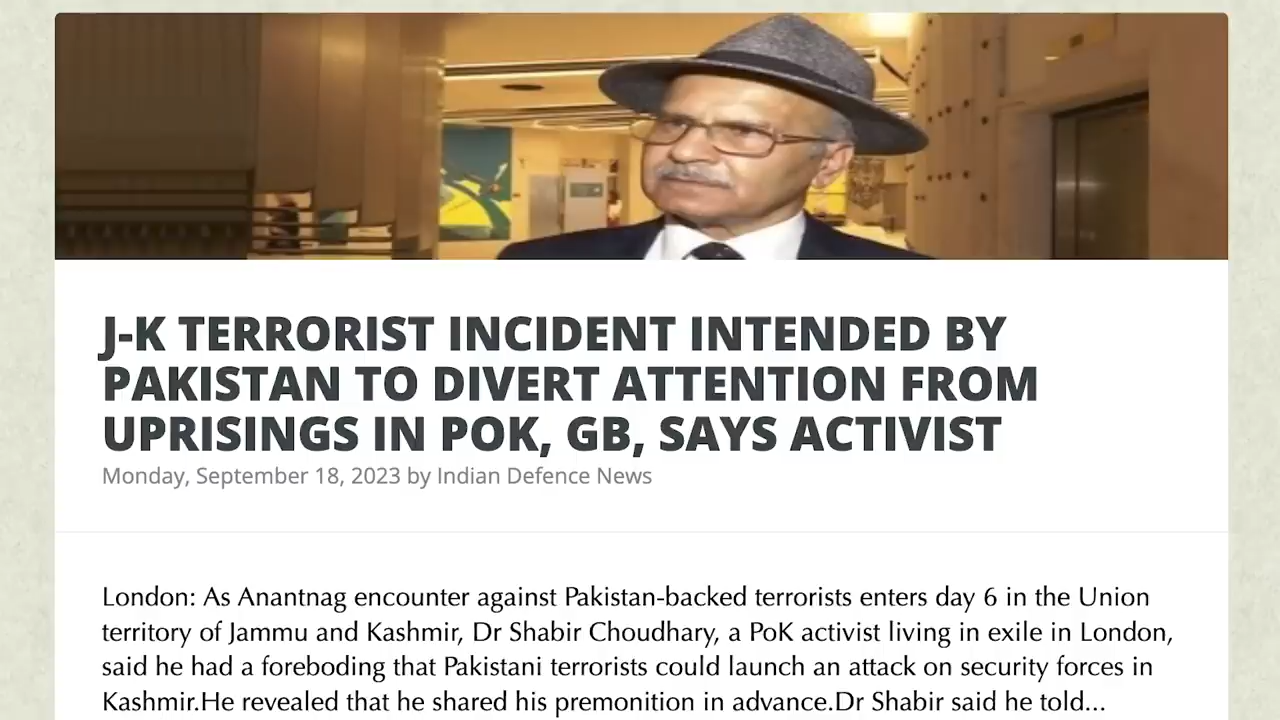 J-K TERRORIST INCIDENT INTENDED BY
PAKISTAN TO DIVERT ATTENTION FROM
UPRISINGS IN POK, GB, SAYS ACTIVIST
Monday, September 18, 2023 by Indian Defence News
London: As Anantnag encounter against Pakistan-backed terrorists enters day 6 in the Union
territory of Jammu and Kashmir, Dr Shabir Choudhary, a PoK activist living in exile in London,
said he had a foreboding that Pakistani terrorists could launch an attack on security forces in
Kashmir.He revealed that he shared his premonition in advance.Dr Shabir said he told...